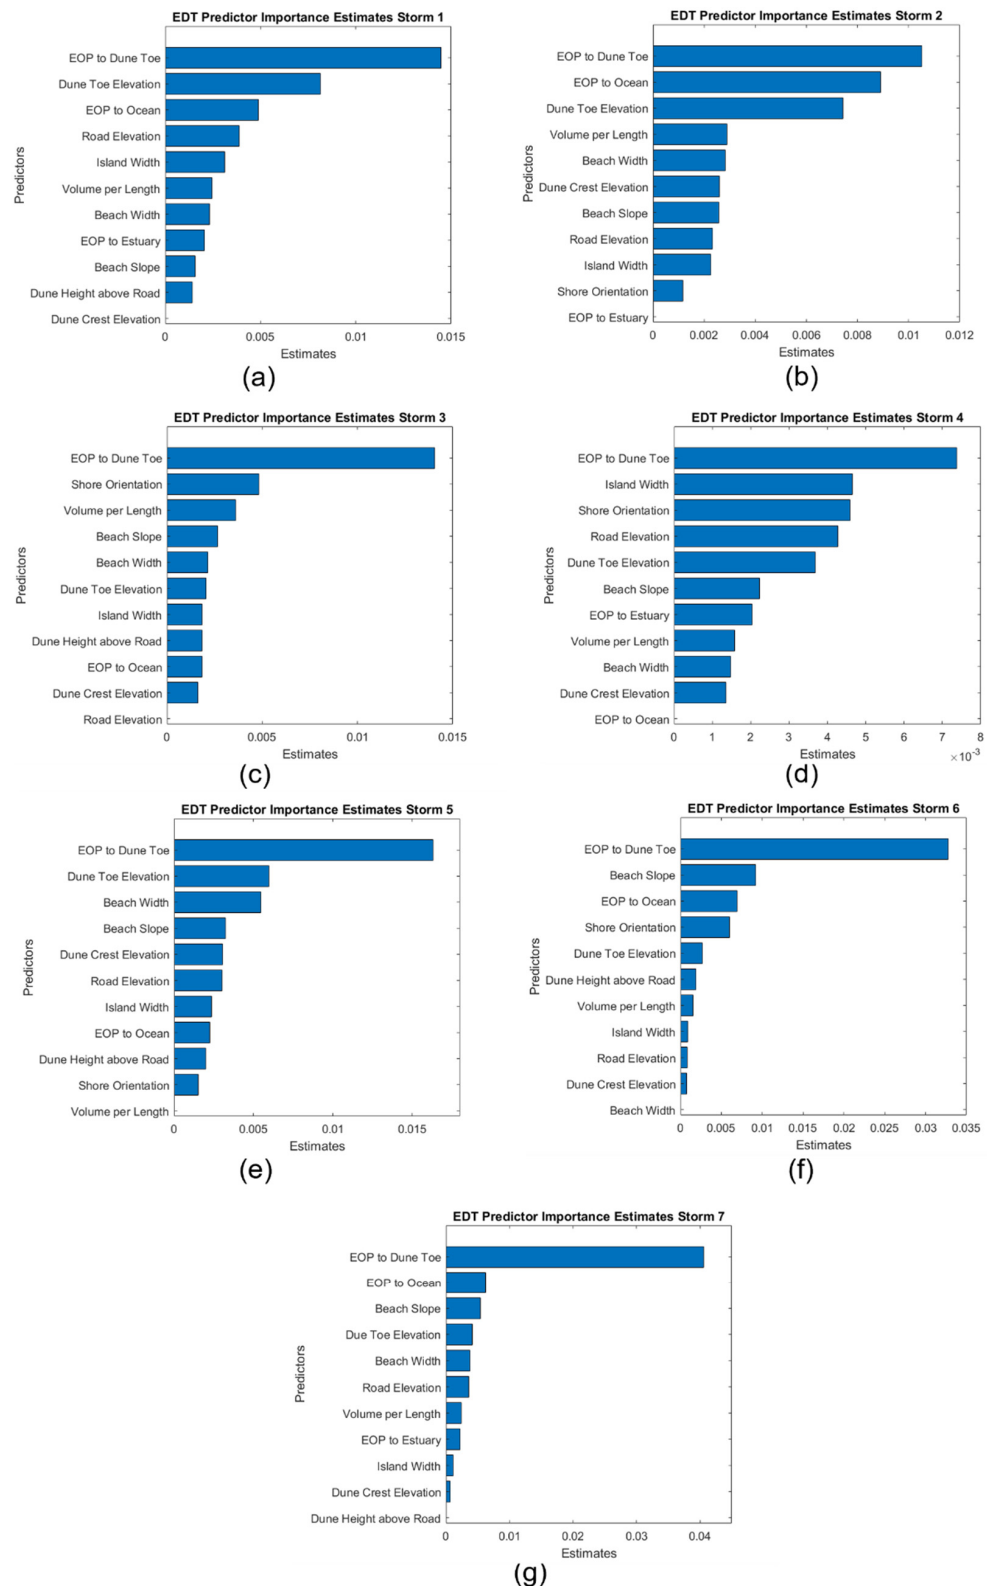 EDT Predictor Importance Estimates Storm 1
EOP to Dune Toe
Dune Toe Elevation
EOP to Ocean
Road Elevation
Island Width
Volume per Length
Beach Width
EOP to Estuary
Beach Slope
Dune Height above Road
Dune Crest Elevation
Predictors
0 0.005 0.01 0.015
Estimates
(a)
EDT Predictor Importance Estimates Storm 2
EOP to Dune Toe
EOP to Ocean
Dune Toe Elevation
Volume per Length
Beach Width
Dune Crest Elevation
Beach Slope
Road Elevation
Island Width
Shore Orientation
EOP to Estuary
Predictors
0 0.002 0.004 0.006 0.008 0.01 0.012
Estimates
(b)
EDT Predictor Importance Estimates Storm 3
EOP to Dune Toe
Shore Orientation
Volume per Length
Beach Slope
Beach Width
Dune Toe Elevation
Island Width
Dune Height above Road
EOP to Ocean
Dune Crest Elevation
Road Elevation
Predictors
0 0.005 0.01 0.015
Estimates
(c)
EDT Predictor Importance Estimates Storm 4
EOP to Dune Toe
Island Width
Shore Orientation
Road Elevation
Dune Toe Elevation
Beach Slope
EOP to Estuary
Volume per Length
Beach Width
Dune Crest Elevation
EOP to Ocean
Predictors
0 1 2 3 4 5 6 7 8
Estimates
×10⁻³
(d)
EDT Predictor Importance Estimates Storm 5
EOP to Dune Toe
Dune Toe Elevation
Beach Width
Beach Slope
Dune Crest Elevation
Road Elevation
Island Width
EOP to Ocean
Dune Height above Road
Shore Orientation
Volume per Length
Predictors
0 0.005 0.01 0.015
Estimates
(e)
EDT Predictor Importance Estimates Storm 6
EOP to Dune Toe
Beach Slope
EOP to Ocean
Shore Orientation
Dune Toe Elevation
Dune Height above Road
Volume per Length
Island Width
Road Elevation
Dune Crest Elevation
Beach Width
Predictors
0 0.005 0.01 0.015 0.02 0.025 0.03 0.035
Estimates
(f)
EDT Predictor Importance Estimates Storm 7
EOP to Dune Toe
EOP to Ocean
Beach Slope
Due Toe Elevation
Beach Width
Road Elevation
Volume per Length
EOP to Estuary
Island Width
Dune Crest Elevation
Dune Height above Road
Predictors
0 0.01 0.02 0.03 0.04
Estimates
(g)